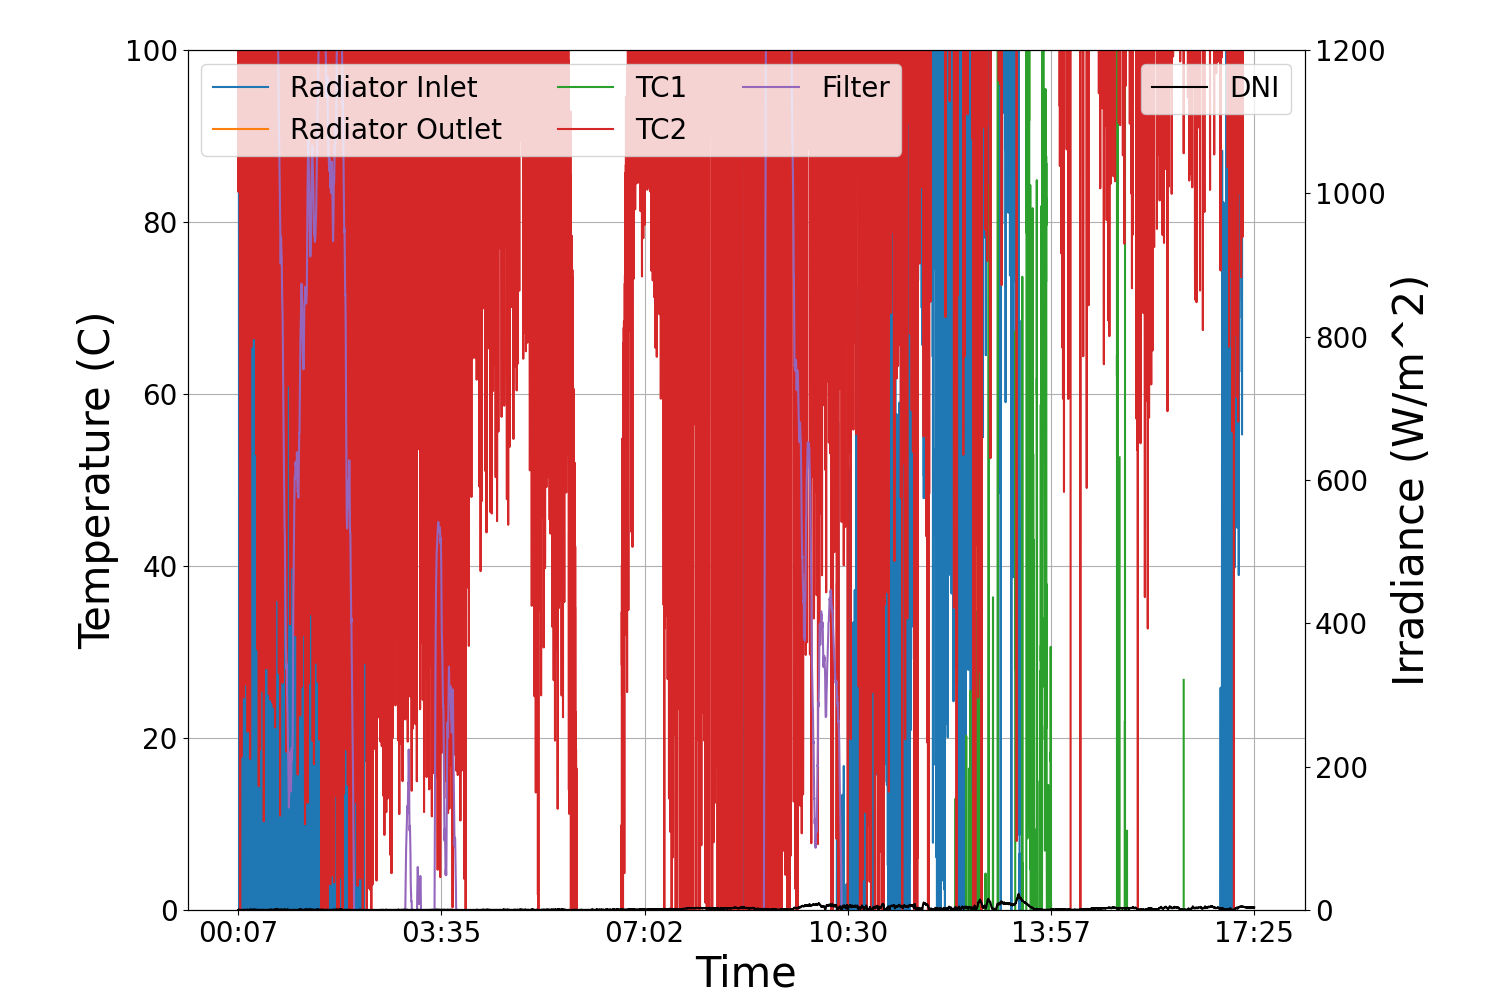 100
80
60
40
20
0
Temperature (C)
Radiator Inlet
Radiator Outlet
TC1
TC2
Filter
DNI
1200
1000
800
600
400
200
0
Irradiance (W/m^2)
00:07 03:35 07:02 10:30 13:57 17:25
Time